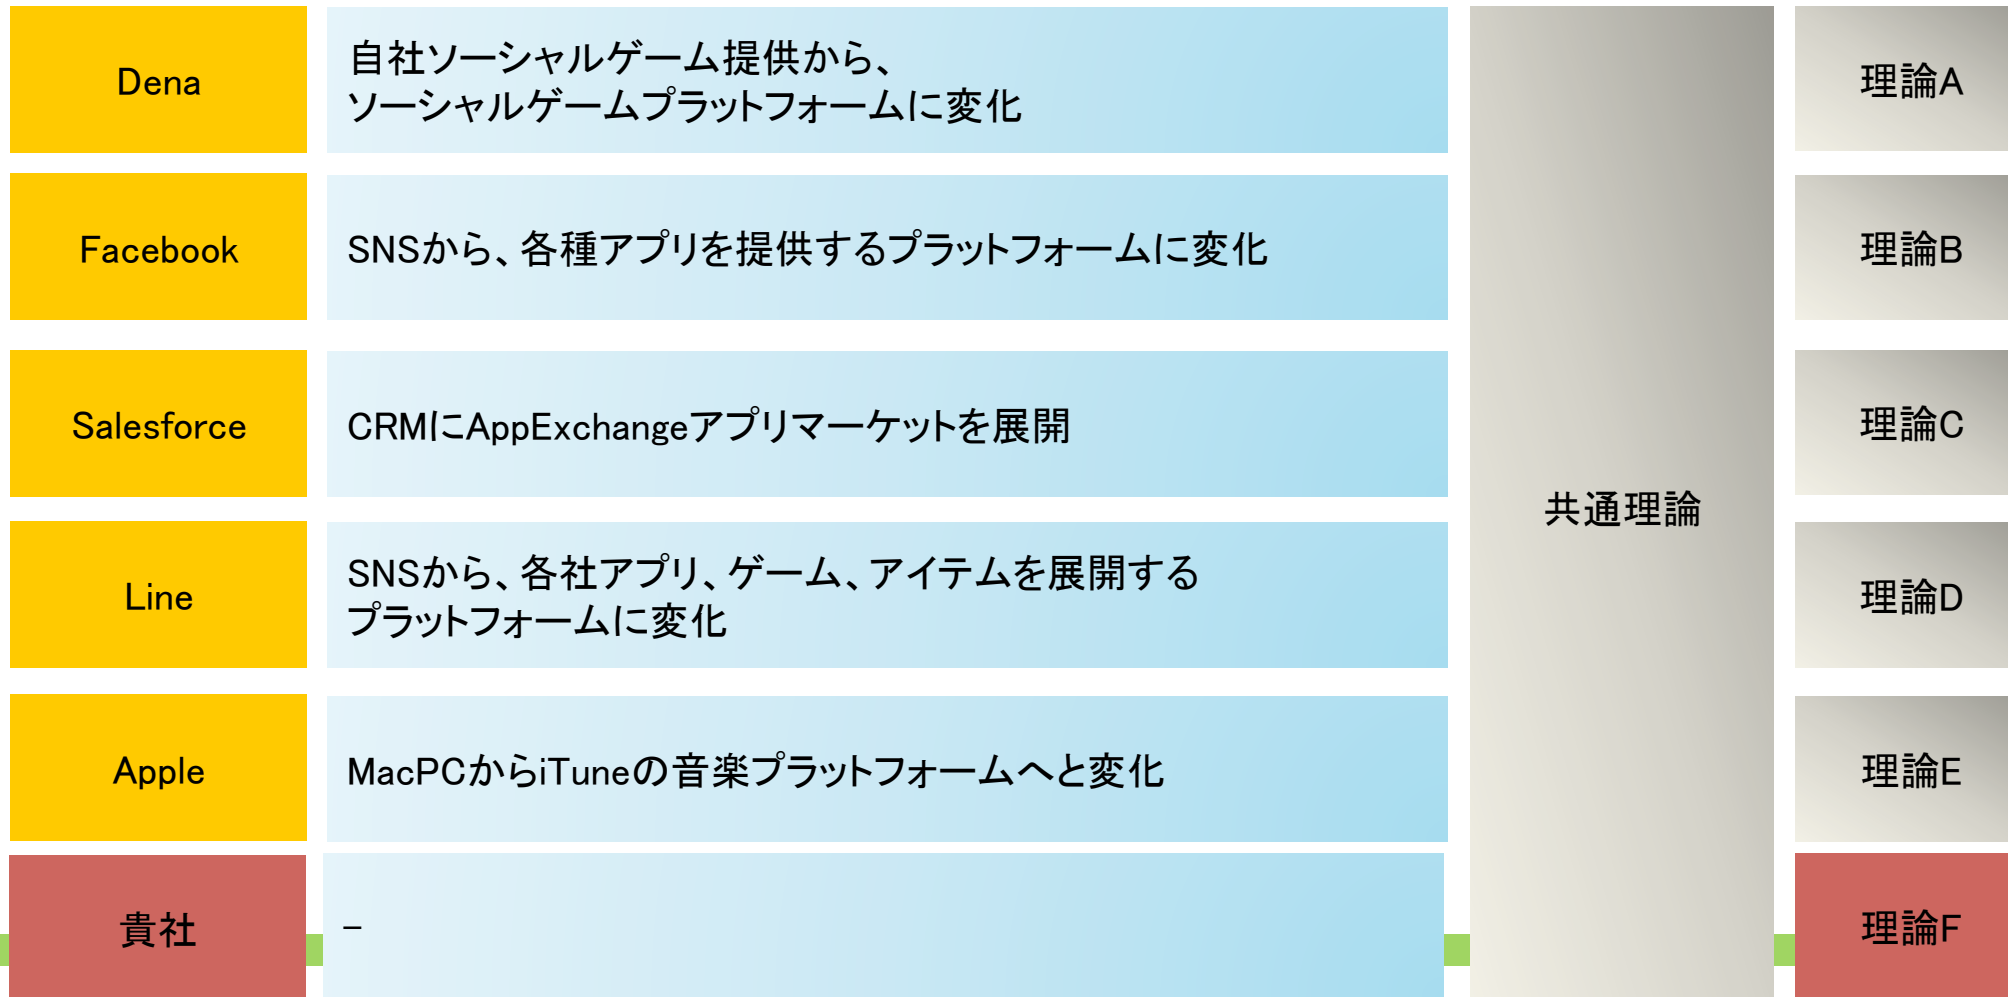 Dena
自社ソーシャルゲーム提供から、
ソーシャルゲームプラットフォームに変化
理論A
Facebook
SNSから、各種アプリを提供するプラットフォームに変化
理論B
Salesforce
CRMにAppExchangeアプリマーケットを展開
理論C
共通理論
Line
SNSから、各社アプリ、ゲーム、アイテムを展開する
プラットフォームに変化
理論D
Apple
MacPCからiTuneの音楽プラットフォームへと変化
理論E
貴社
–
理論F